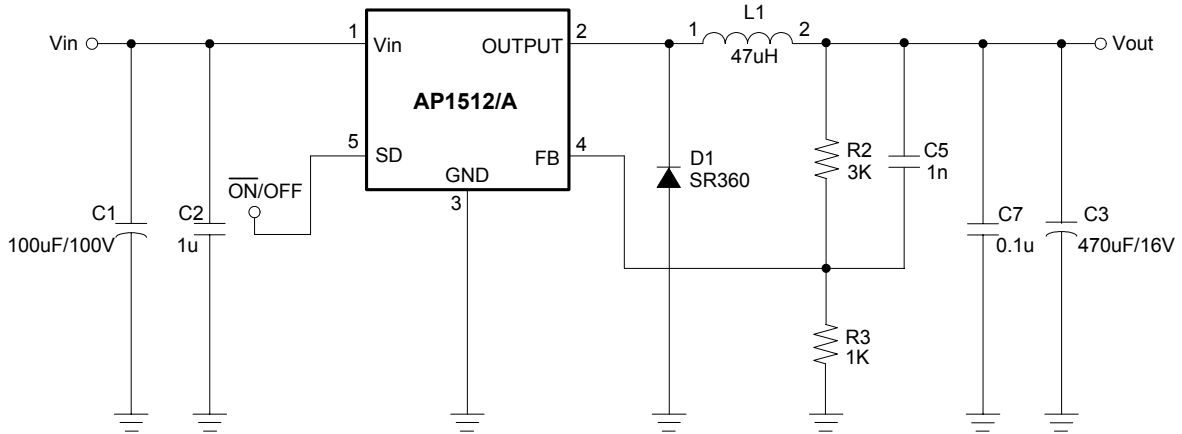 L1
Vin
1
Vin
OUTPUT
2
1
2
47uH
Vout
AP1512/A
5
SD
FB
4
GND
3
ON/OFF
D1
SR360
R2
3K
C5
1n
C1
100uF/100V
C2
1u
C7
0.1u
C3
470uF/16V
R3
1K